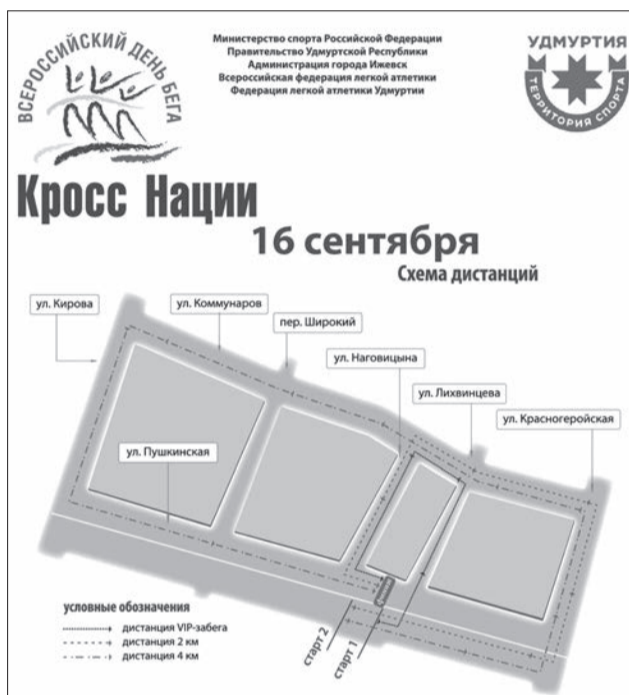 ВСЕРОССИЙСКИЙ ДЕНЬ БЕГА
Министерство спорта Российской Федерации
Правительство Удмуртской Республики
Администрация города Ижевск
Всероссийская федерация легкой атлетики
Федерация легкой атлетики Удмуртии
УДМУРТИЯ
ТЕРРИТОРИЯ СПОРТА
Кросс Нации
16 сентября
Схема дистанций
ул. Кирова
ул. Коммунаров
пер. Широкий
ул. Наговицына
ул. Лихвинцева
ул. Красногеройская
ул. Пушкинская
условные обозначения
дистанция VIP-забега
дистанция 2 км
дистанция 4 км
старт 2
старт 1